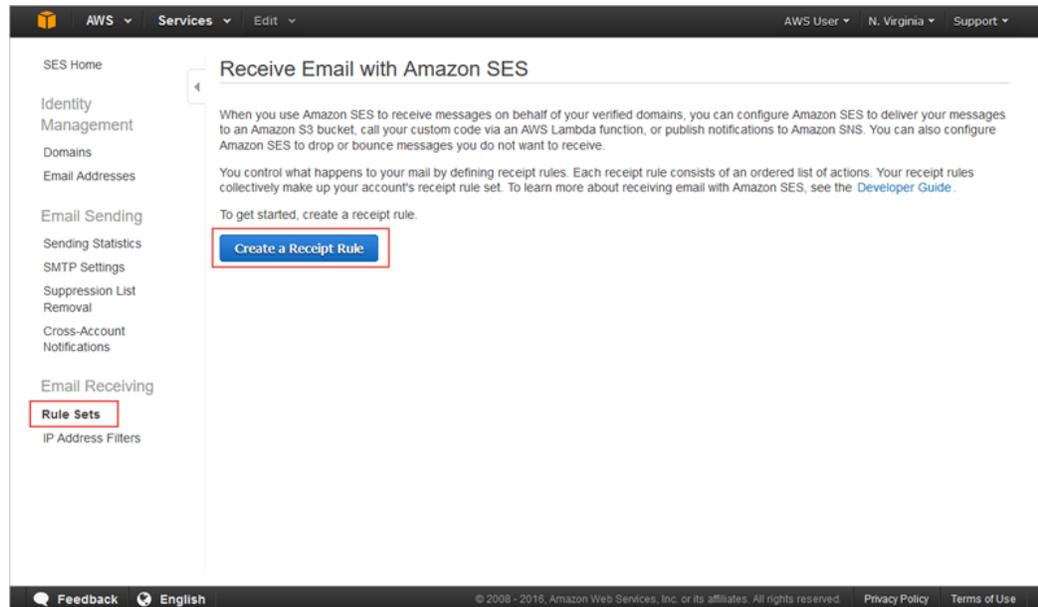 AWS Services Edit AWS User N. Virginia Support
SES Home
Identity
Management
Domains
Email Addresses
Email Sending
Sending Statistics
SMTP Settings
Suppression List
Removal
Cross-Account
Notifications
Email Receiving
Rule Sets
IP Address Filters
Receive Email with Amazon SES
When you use Amazon SES to receive messages on behalf of your verified domains, you can configure Amazon SES to deliver your messages
to an Amazon S3 bucket, call your custom code via an AWS Lambda function, or publish notifications to Amazon SNS. You can also configure
Amazon SES to drop or bounce messages you do not want to receive.
You control what happens to your mail by defining receipt rules. Each receipt rule consists of an ordered list of actions. Your receipt rules
collectively make up your account's receipt rule set. To learn more about receiving email with Amazon SES, see the Developer Guide.
To get started, create a receipt rule.
Create a Receipt Rule
Feedback English © 2008 - 2016, Amazon Web Services, Inc. or its affiliates. All rights reserved. Privacy Policy Terms of Use